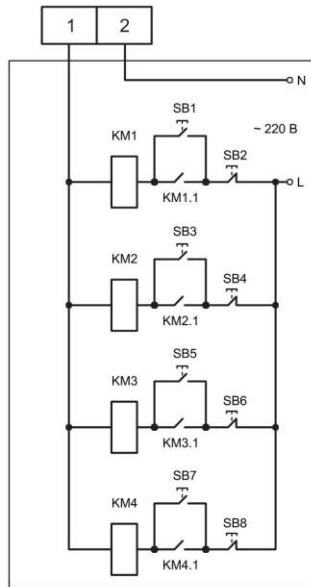 1 2
N
SB1
~ 220 В
KM1
SB2
L
KM1.1
SB3
KM2
SB4
KM2.1
SB5
KM3
SB6
KM3.1
SB7
KM4
SB8
KM4.1